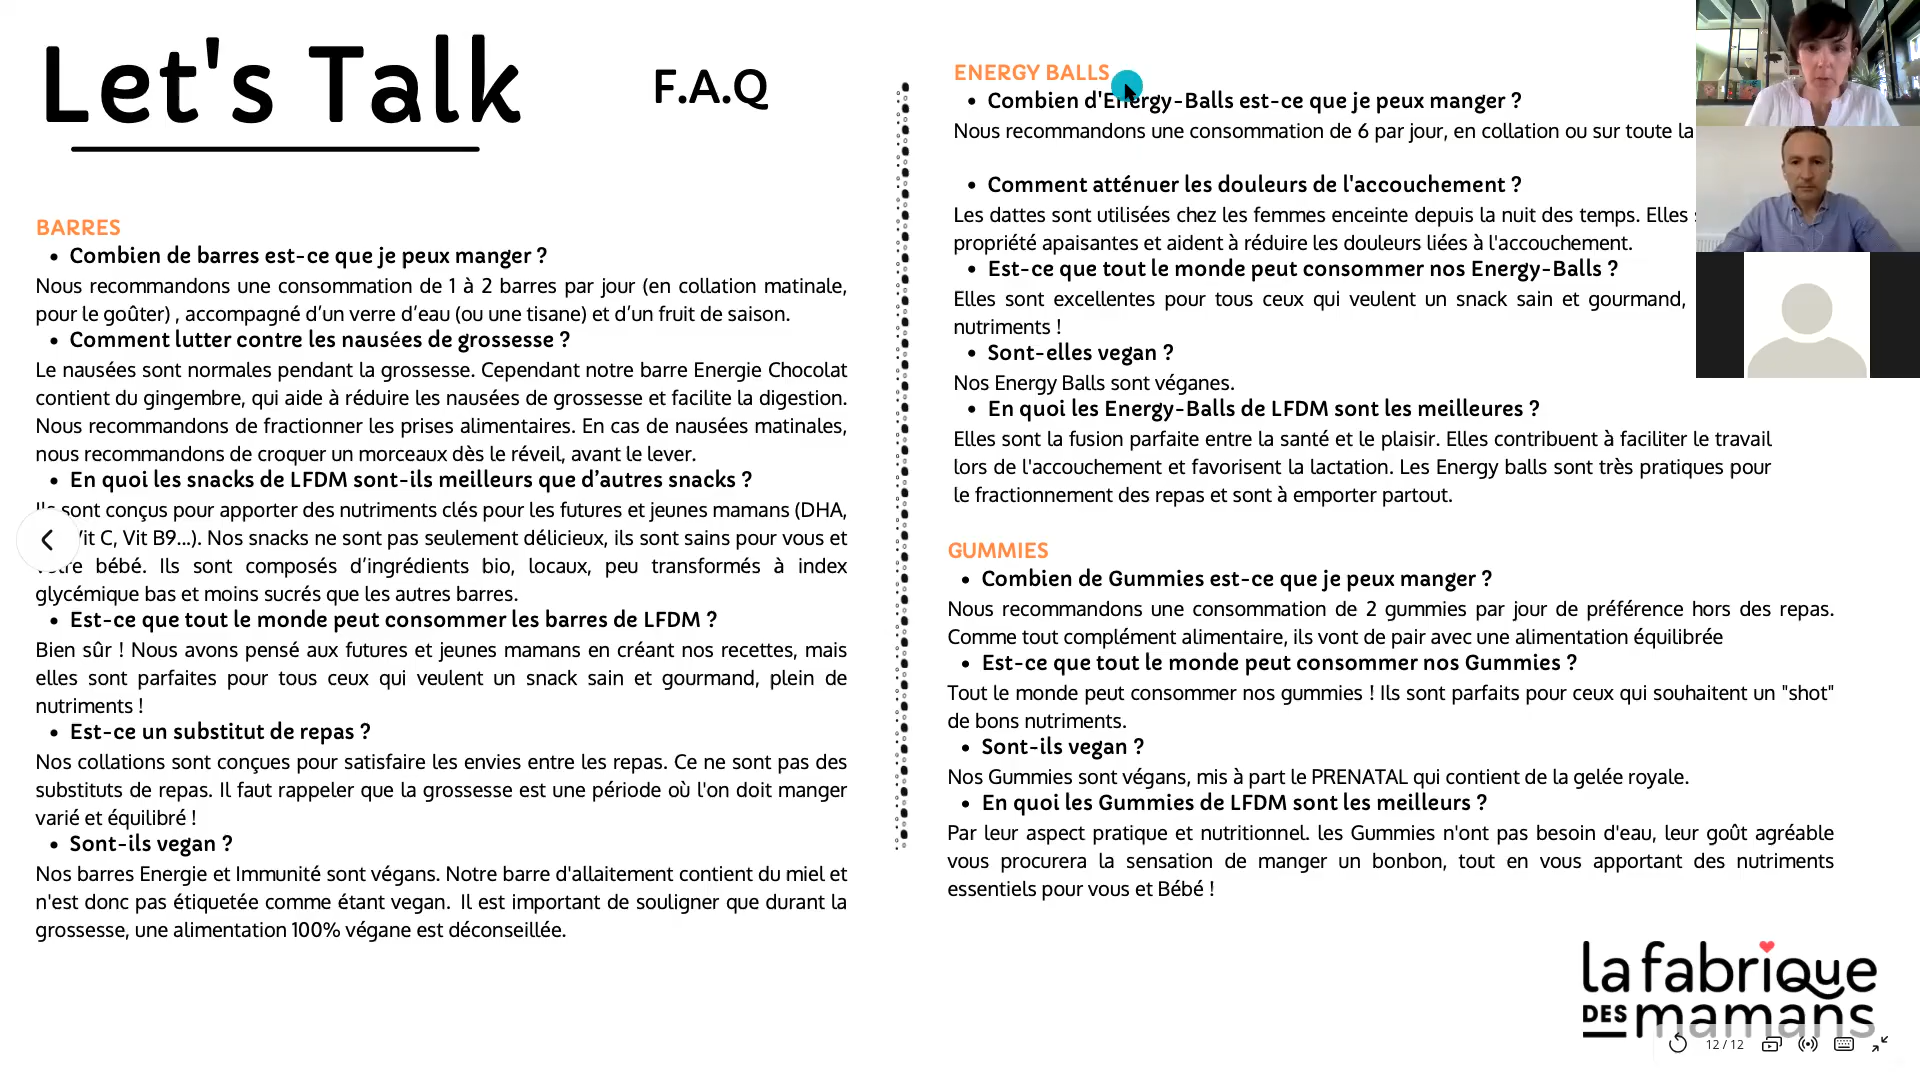 Let's Talk
F.A.Q
BARRES
• Combien de barres est-ce que je peux manger ?
Nous recommandons une consommation de 1 à 2 barres par jour (en collation matinale,
pour le goûter) , accompagné d’un verre d’eau (ou une tisane) et d’un fruit de saison.
• Comment lutter contre les nausées de grossesse ?
Le nausées sont normales pendant la grossesse. Cependant notre barre Energie Chocolat
contient du gingembre, qui aide à réduire les nausées de grossesse et facilite la digestion.
Nous recommandons de fractionner les prises alimentaires. En cas de nausées matinales,
nous recommandons de croquer un morceaux dès le réveil, avant le lever.
• En quoi les snacks de LFDM sont-ils meilleurs que d’autres snacks ?
Ils sont conçus pour apporter des nutriments clés pour les futures et jeunes mamans (DHA,
Vit C, Vit B9...). Nos snacks ne sont pas seulement délicieux, ils sont sains pour vous et
votre bébé. Ils sont composés d’ingrédients bio, locaux, peu transformés à index
glycémique bas et moins sucrés que les autres barres.
• Est-ce que tout le monde peut consommer les barres de LFDM ?
Bien sûr ! Nous avons pensé aux futures et jeunes mamans en créant nos recettes, mais
elles sont parfaites pour tous ceux qui veulent un snack sain et gourmand, plein de
nutriments !
• Est-ce un substitut de repas ?
Nos collations sont conçues pour satisfaire les envies entre les repas. Ce ne sont pas des
substituts de repas. Il faut rappeler que la grossesse est une période où l'on doit manger
varié et équilibré !
• Sont-ils vegan ?
Nos barres Energie et Immunité sont végans. Notre barre d'allaitement contient du miel et
n'est donc pas étiquetée comme étant vegan. Il est important de souligner que durant la
grossesse, une alimentation 100% végane est déconseillée.
ENERGY BALLS
• Combien d'Energy-Balls est-ce que je peux manger ?
Nous recommandons une consommation de 6 par jour, en collation ou sur toute la
• Comment atténuer les douleurs de l'accouchement ?
Les dattes sont utilisées chez les femmes enceinte depuis la nuit des temps. Elles
propriété apaisantes et aident à réduire les douleurs liées à l'accouchement.
• Est-ce que tout le monde peut consommer nos Energy-Balls ?
Elles sont excellentes pour tous ceux qui veulent un snack sain et gourmand,
nutriments !
• Sont-elles vegan ?
Nos Energy Balls sont véganes.
• En quoi les Energy-Balls de LFDM sont les meilleures ?
Elles sont la fusion parfaite entre la santé et le plaisir. Elles contribuent à faciliter le travail
lors de l'accouchement et favorisent la lactation. Les Energy balls sont très pratiques pour
le fractionnement des repas et sont à emporter partout.
GUMMIES
• Combien de Gummies est-ce que je peux manger ?
Nous recommandons une consommation de 2 gummies par jour de préférence hors des repas.
Comme tout complément alimentaire, ils vont de pair avec une alimentation équilibrée
• Est-ce que tout le monde peut consommer nos Gummies ?
Tout le monde peut consommer nos gummies ! Ils sont parfaits pour ceux qui souhaitent un "shot"
de bons nutriments.
• Sont-ils vegan ?
Nos Gummies sont végans, mis à part le PRENATAL qui contient de la gelée royale.
• En quoi les Gummies de LFDM sont les meilleurs ?
Par leur aspect pratique et nutritionnel. les Gummies n'ont pas besoin d'eau, leur goût agréable
vous procurera la sensation de manger un bonbon, tout en vous apportant des nutriments
essentiels pour vous et Bébé !
la fabrique
DES mamans
12 / 12